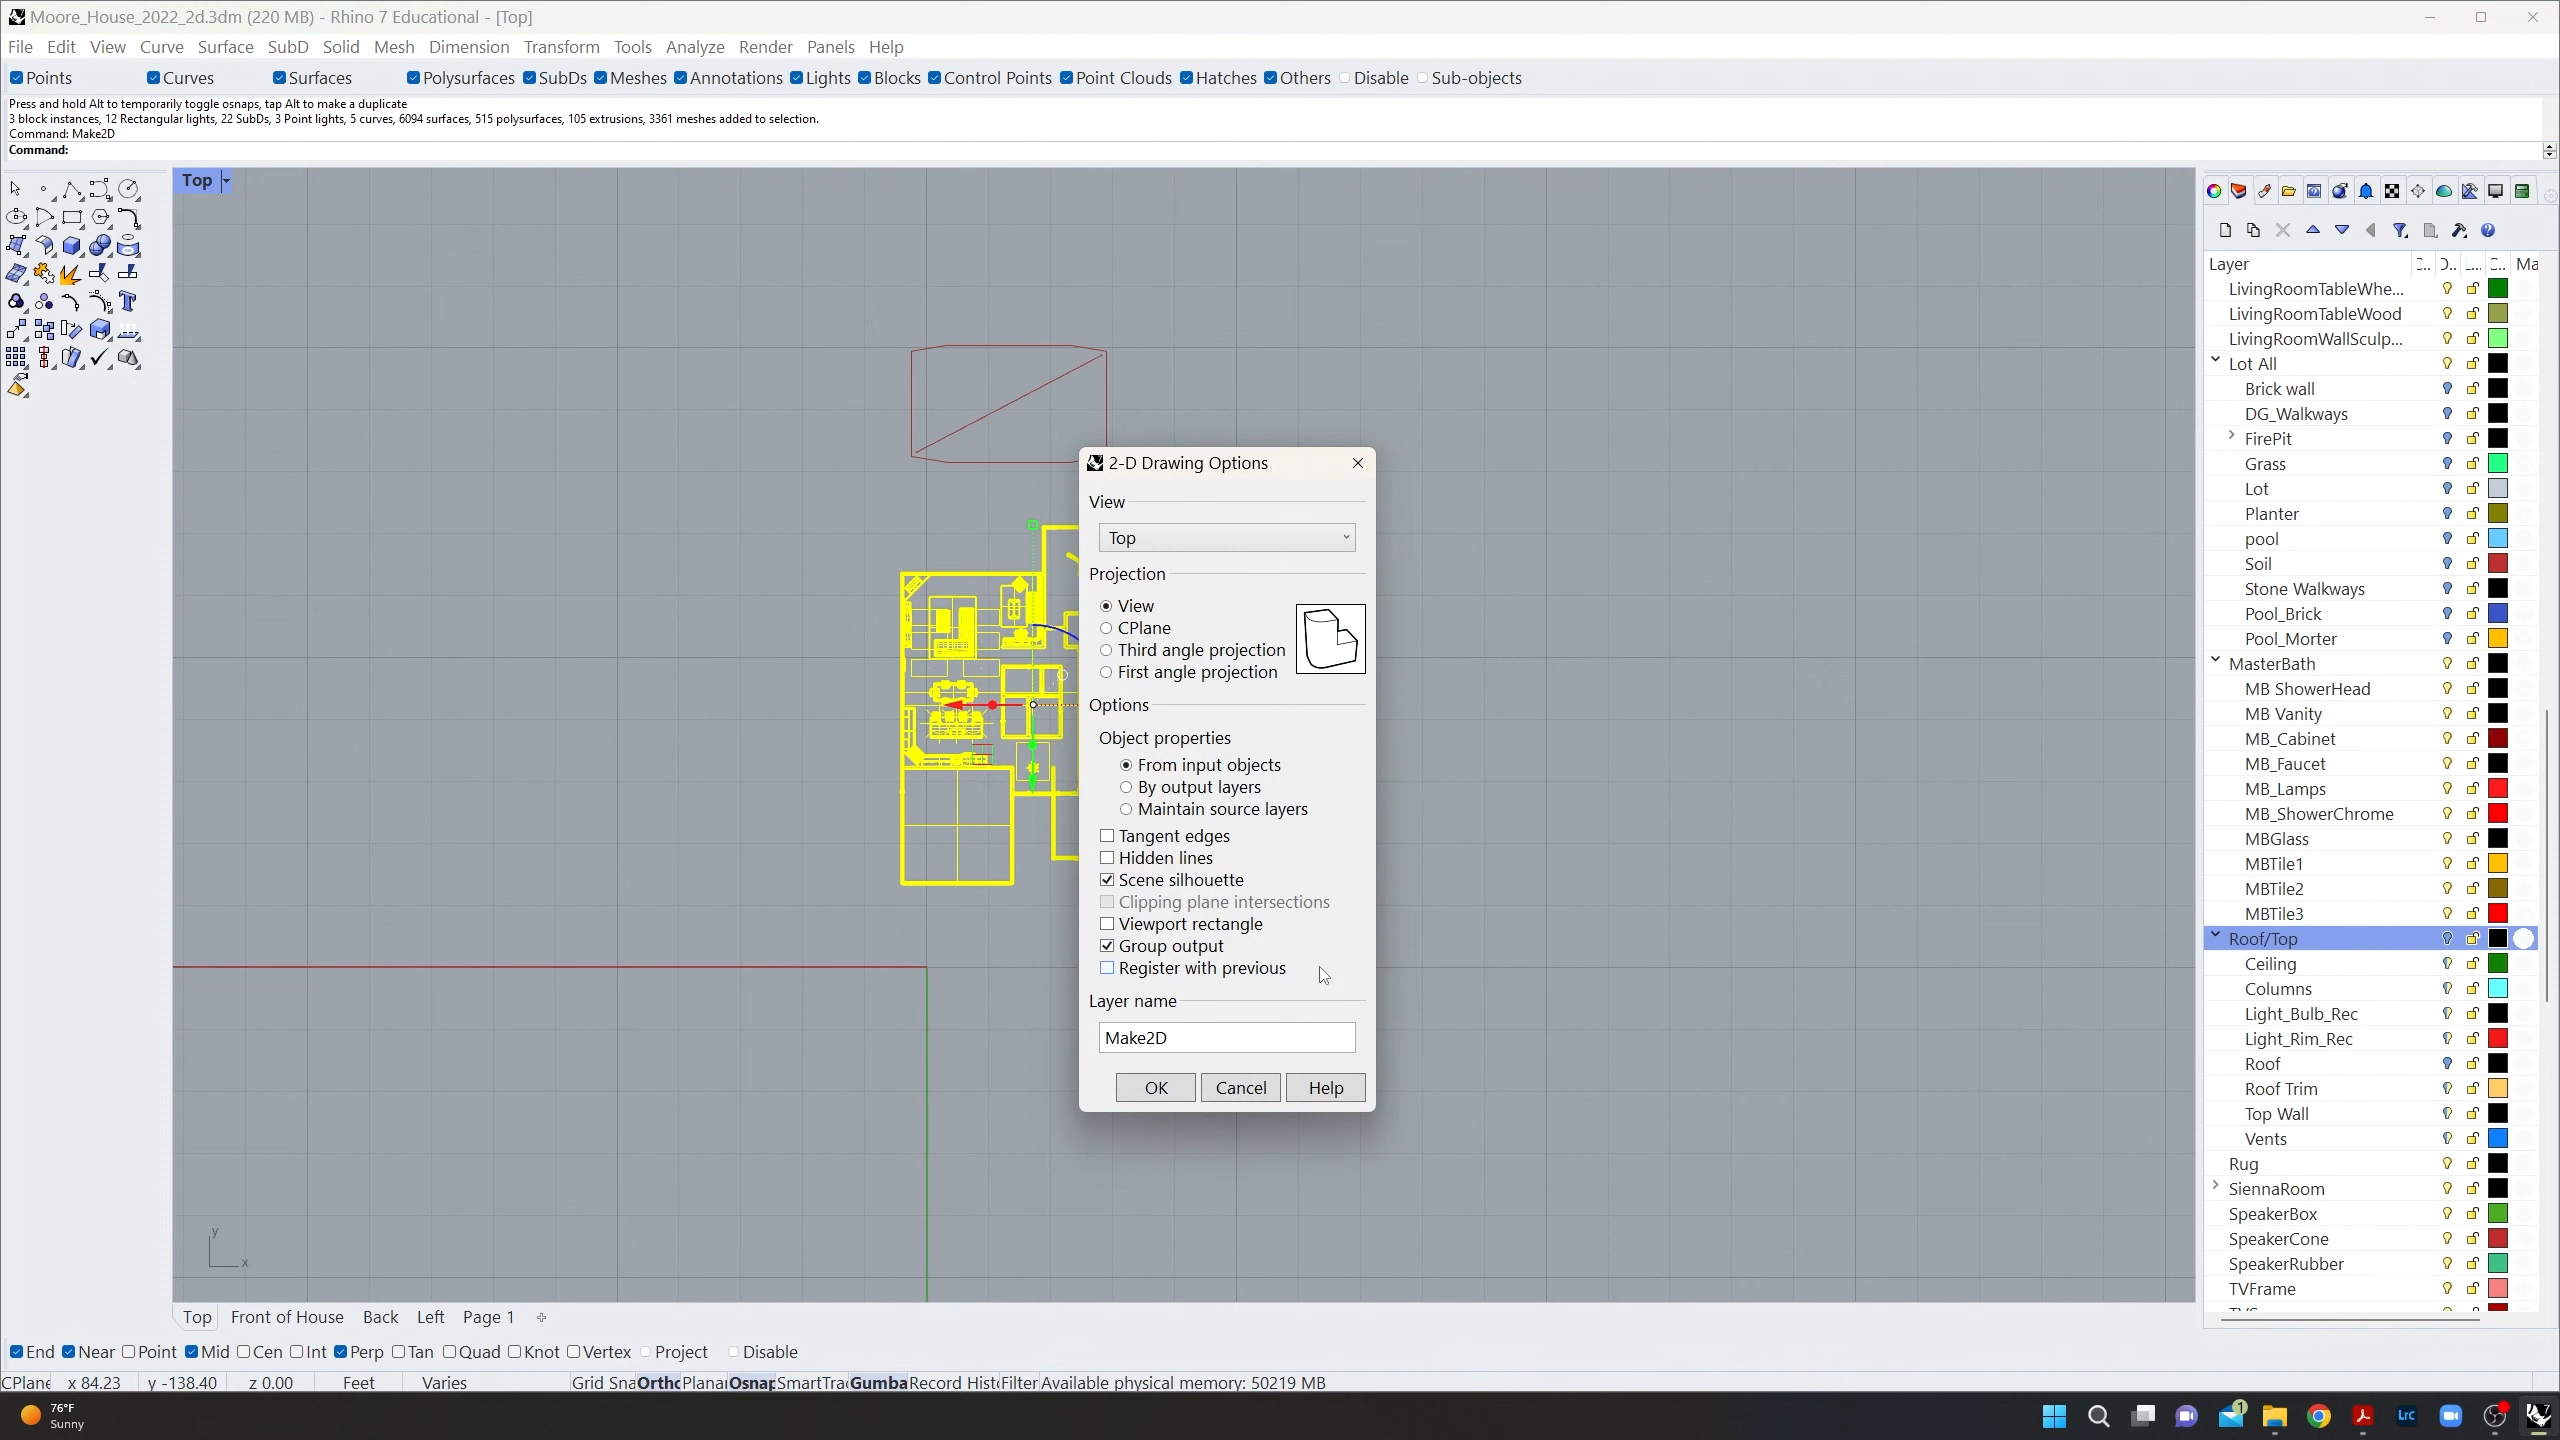 Moore_House_2022_2d.3dm (220 MB) - Rhino 7 Educational - [Top]
File Edit View Curve Surface SubD Solid Mesh Dimension Transform Tools Analyze Render Panels Help
Points Curves Surfaces Polysurfaces SubDs Meshes Annotations Lights Blocks Control Points Point Clouds Hatches Others Disable Sub-objects
Press and hold Alt to temporarily toggle osnaps, tap Alt to make a duplicate
3 block instances, 12 Rectangular lights, 22 SubDs, 3 Point lights, 5 curves, 6094 surfaces, 515 polysurfaces, 105 extrusions, 3361 meshes added to selection.
Command: Make2D
Command:
Top
2-D Drawing Options
View
Top
Projection
View
CPlane
Third angle projection
First angle projection
Options
Object properties
From input objects
By output layers
Maintain source layers
Tangent edges
Hidden lines
Scene silhouette
Clipping plane intersections
Viewport rectangle
Group output
Register with previous
Layer name
Make2D
OK Cancel Help
y
x
Layer Ma
LivingRoomTableWhe...
LivingRoomTableWood
LivingRoomWallSculp...
Lot All
Brick wall
DG_Walkways
FirePit
Grass
Lot
Planter
pool
Soil
Stone Walkways
Pool_Brick
Pool_Morter
MasterBath
MB ShowerHead
MB Vanity
MB_Cabinet
MB_Faucet
MB_Lamps
MB_ShowerChrome
MBGlass
MBTile1
MBTile2
MBTile3
Roof/Top
Ceiling
Columns
Light_Bulb_Rec
Light_Rim_Rec
Roof
Roof Trim
Top Wall
Vents
Rug
SiennaRoom
SpeakerBox
SpeakerCone
SpeakerRubber
TVFrame
Top Front of House Back Left Page 1
End Near Point Mid Cen Int Perp Tan Quad Knot Vertex Project Disable
CPlane x 84.23 y -138.40 z 0.00 Feet Varies Grid Sna Ortho Planar Osnap SmartTra Gumba Record Histo Filter Available physical memory: 50219 MB
76°F
Sunny
1
Lrc